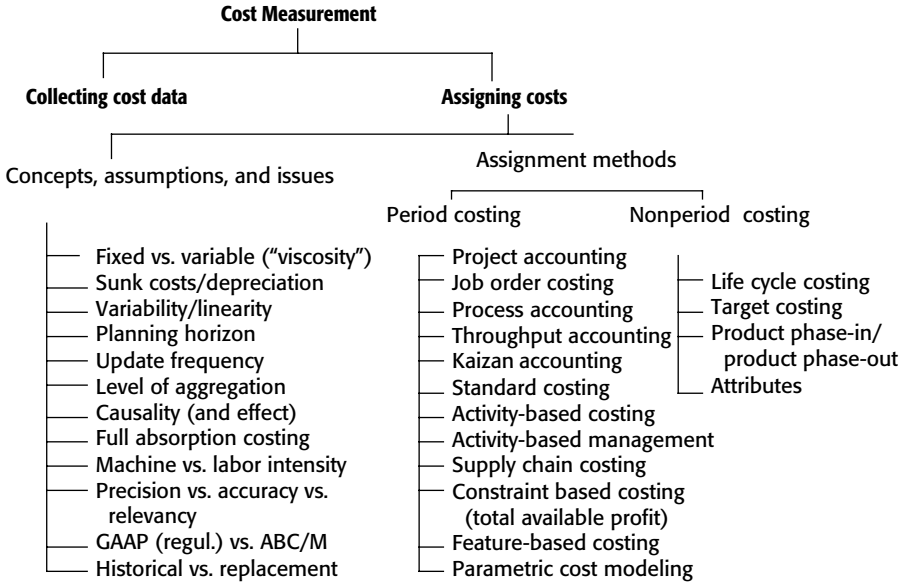 Cost Measurement
Collecting cost data
Assigning costs
Concepts, assumptions, and issues
Assignment methods
Period costing
Nonperiod costing
Fixed vs. variable (“viscosity”)
Sunk costs/depreciation
Variability/linearity
Planning horizon
Update frequency
Level of aggregation
Causality (and effect)
Full absorption costing
Machine vs. labor intensity
Precision vs. accuracy vs.
relevancy
GAAP (regul.) vs. ABC/M
Historical vs. replacement
Project accounting
Job order costing
Process accounting
Throughput accounting
Kaizan accounting
Standard costing
Activity-based costing
Activity-based management
Supply chain costing
Constraint based costing
(total available profit)
Feature-based costing
Parametric cost modeling
Life cycle costing
Target costing
Product phase-in/
product phase-out
Attributes